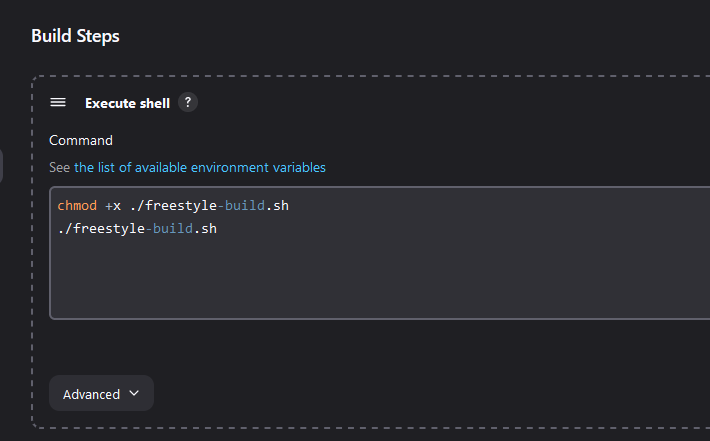 Build Steps
Execute shell ?
Command
See the list of available environment variables
chmod +x ./freestyle-build.sh
./freestyle-build.sh
Advanced